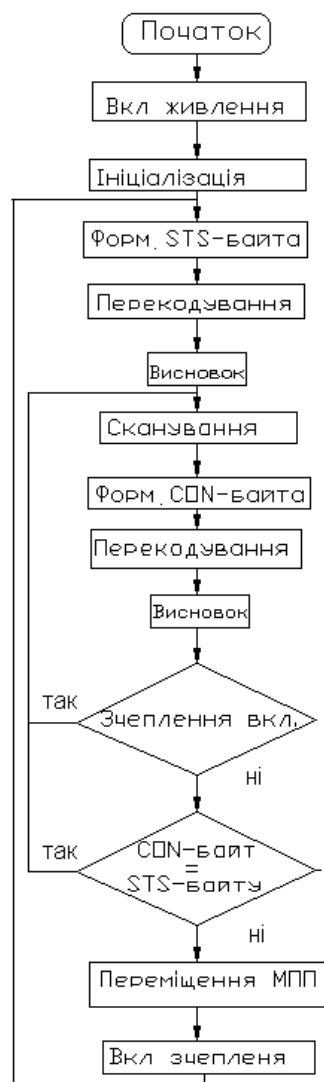 Початок
Вкл живлення
Ініціалізація
Форм. STS-байта
Перекодування
Висновок
Сканування
Форм. CON-байта
Перекодування
Висновок
так
Зчеплення вкл.
ні
так
CON-байт
=
STS-байту
ні
Переміщення МПП
Вкл зчепленя